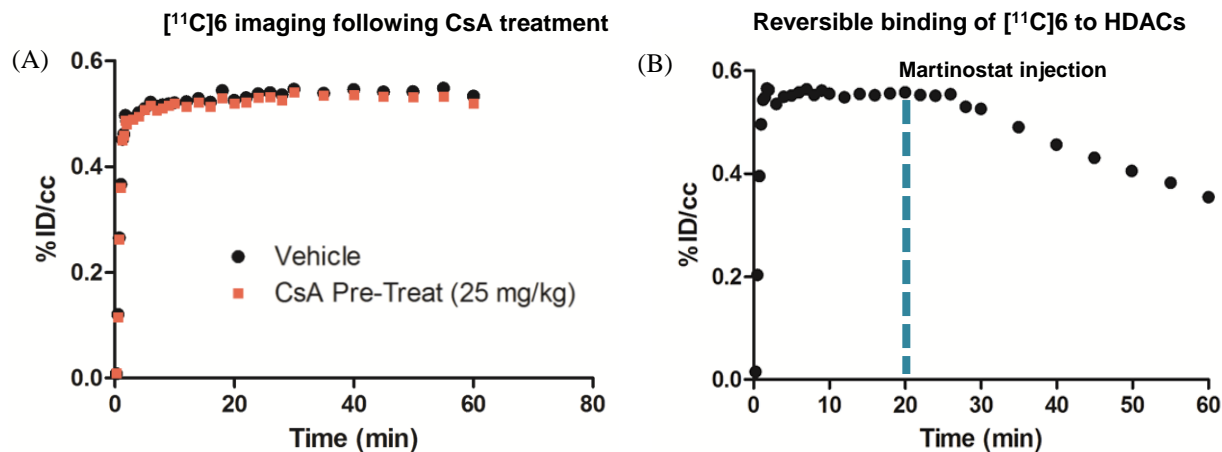 [¹¹C]6 imaging following CsA treatment
(A)
0.6
0.4
0.2
0.0
%ID/cc
Vehicle
CsA Pre-Treat (25 mg/kg)
0
20
40
60
80
Time (min)
Reversible binding of [¹¹C]6 to HDACs
(B)
Martinostat injection
0.6
0.4
0.2
0.0
%ID/cc
0
10
20
30
40
50
60
Time (min)